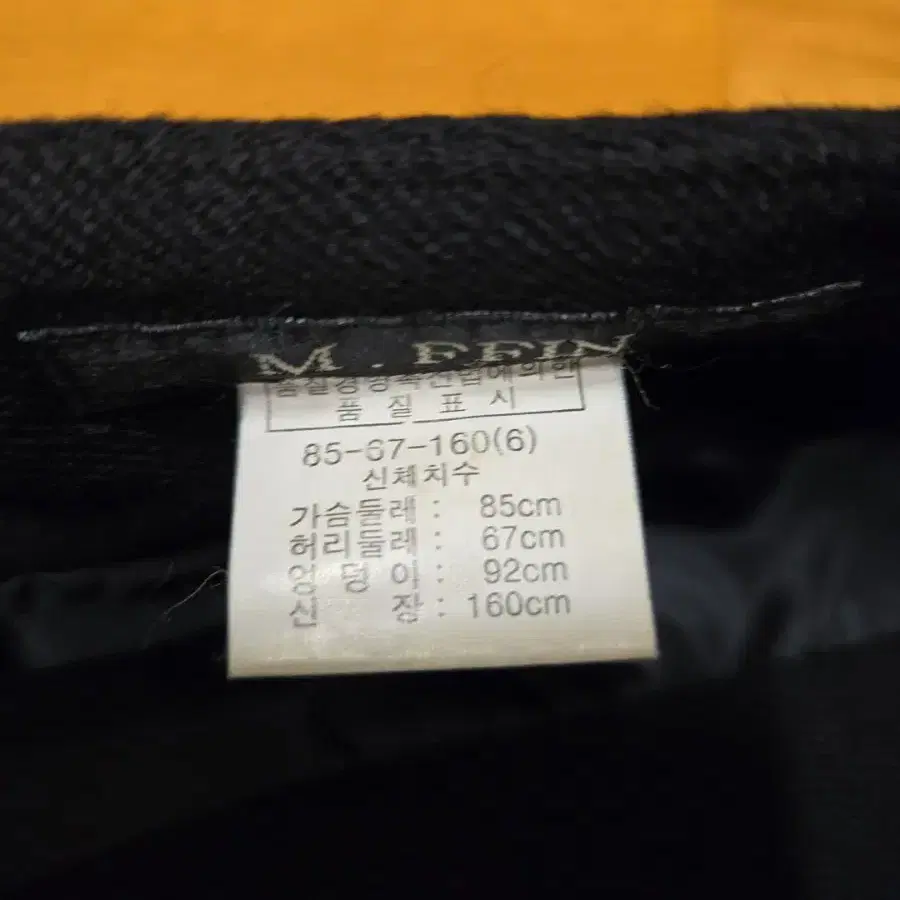 M . FFIN
품질경영촉진법에의한
품 질 표 시
85-67-160(6)
신체치수
가슴둘레 : 85cm
허리둘레 : 67cm
엉 덩 이 : 92cm
신 장 : 160cm